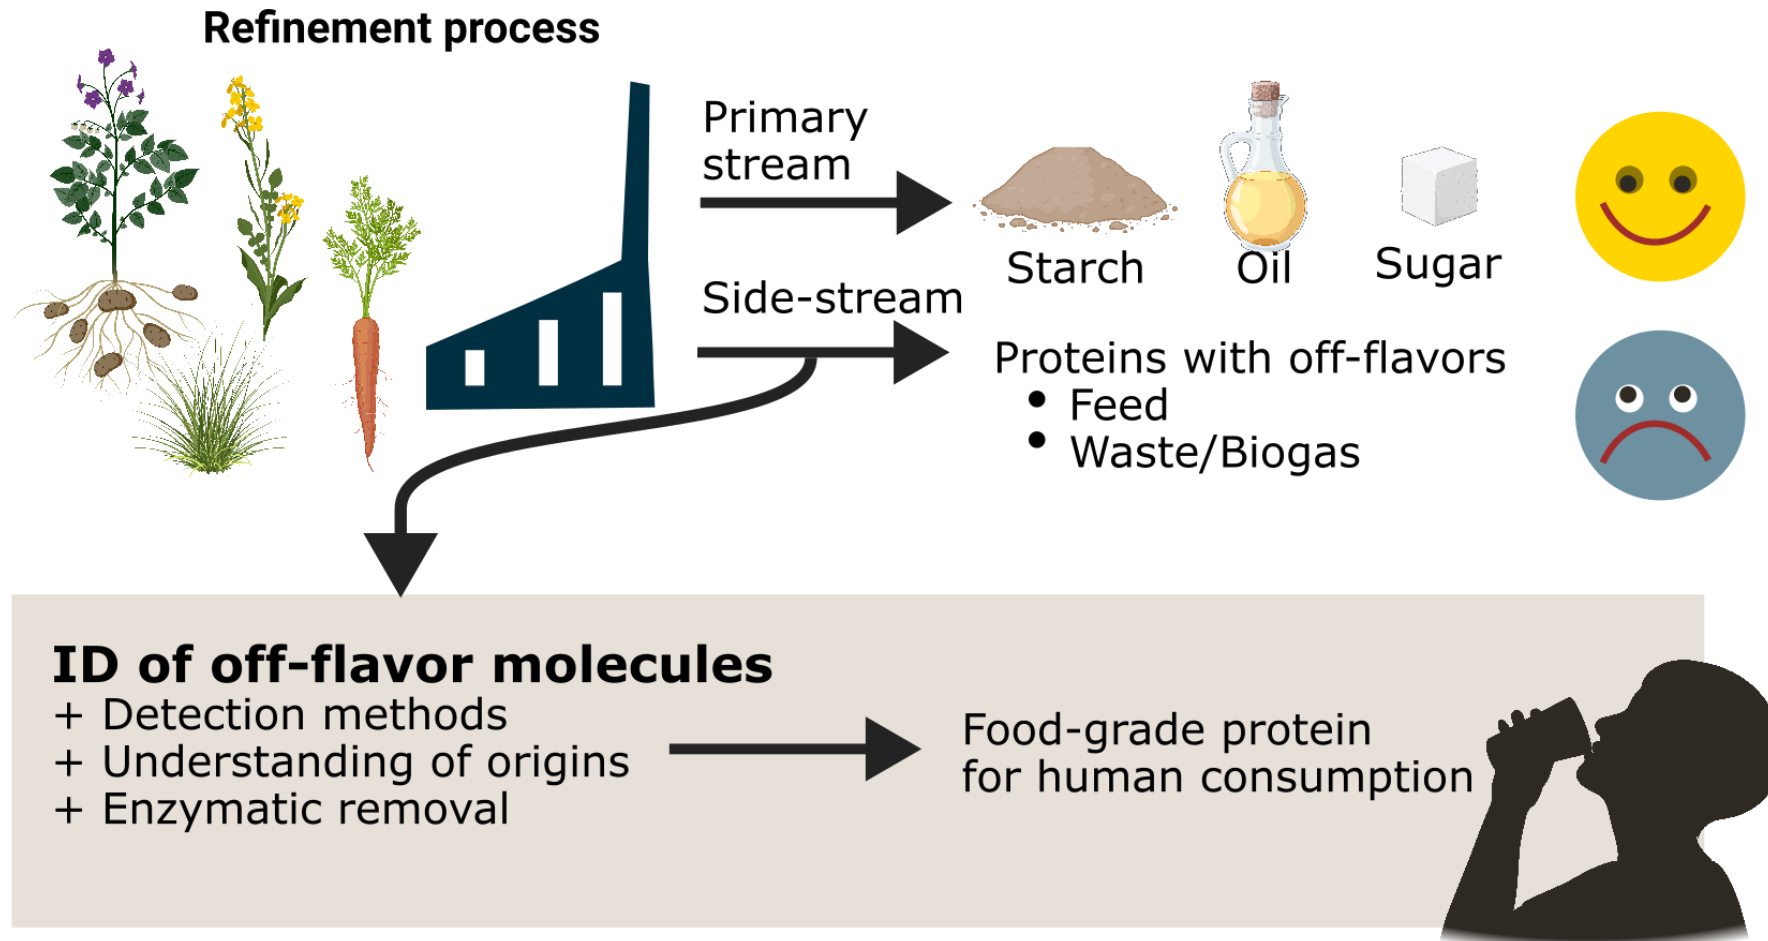 Refinement process
Primary
stream
Starch
Oil
Sugar
Side-stream
Proteins with off-flavors
• Feed
• Waste/Biogas
ID of off-flavor molecules
+ Detection methods
+ Understanding of origins
+ Enzymatic removal
Food-grade protein
for human consumption